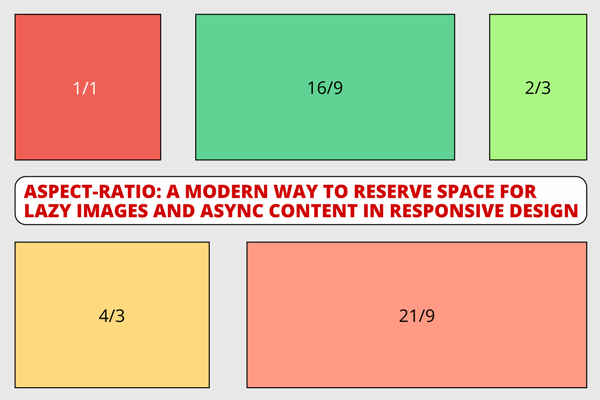 1/1
16/9
2/3
ASPECT-RATIO: A MODERN WAY TO RESERVE SPACE FOR
LAZY IMAGES AND ASYNC CONTENT IN RESPONSIVE DESIGN
4/3
21/9